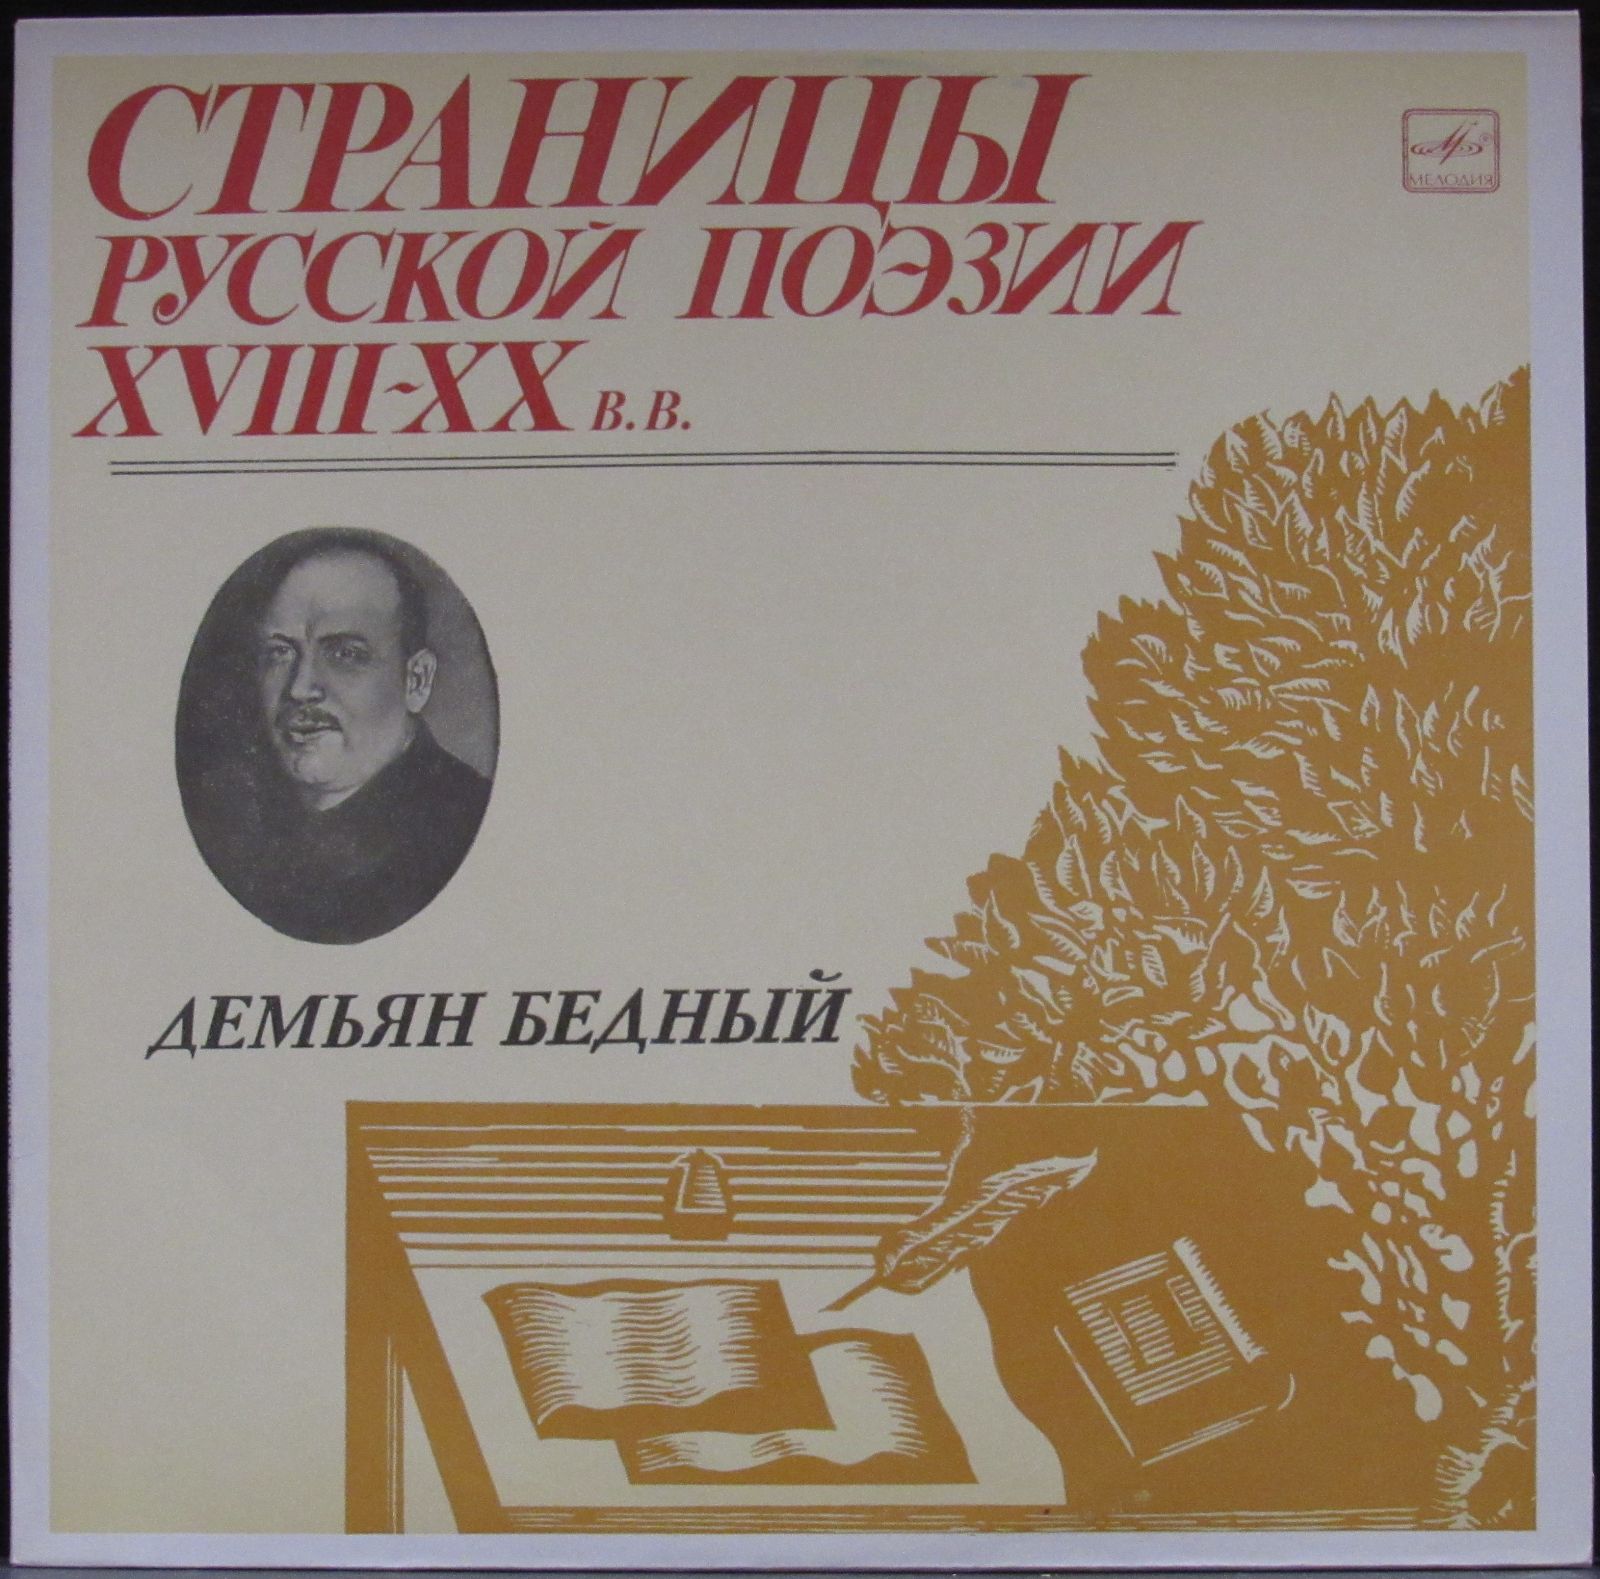 СТРАНИЦЫ
МЕЛОДИЯ
РУССКОЙ ПОЭЗИИ
XVIII-XX В.В.
ДЕМЬЯН БЕДНЫЙ